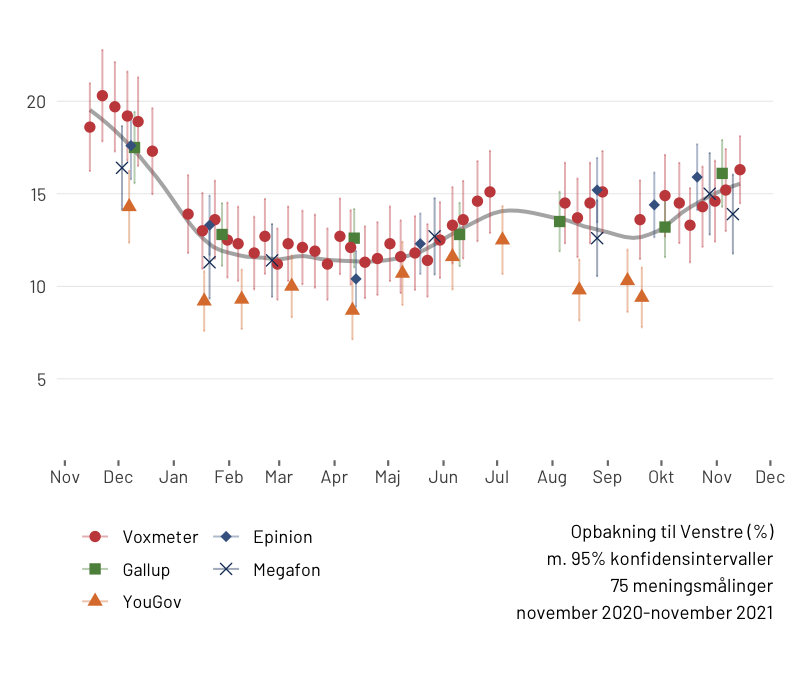 20
15
10
5
Nov Dec Jan Feb Mar Apr Maj Jun Jul Aug Sep Okt Nov Dec
Voxmeter Epinion
Gallup Megafon
YouGov
Opbakning til Venstre (%)
m. 95% konfidensintervaller
75 meningsmålinger
november 2020-november 2021